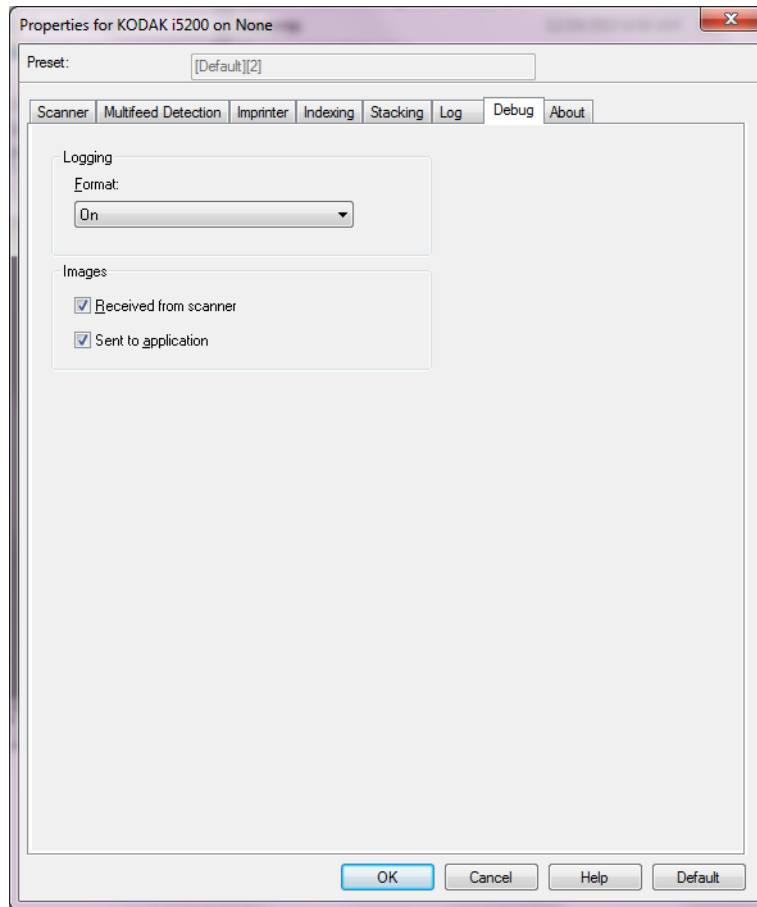 Properties for KODAK i5200 on None
x
Preset: [Default][2]
Scanner Multifeed Detection Imprinter Indexing Stacking Log Debug About
Logging
Format:
On
Images
Received from scanner
Sent to application
OK Cancel Help Default